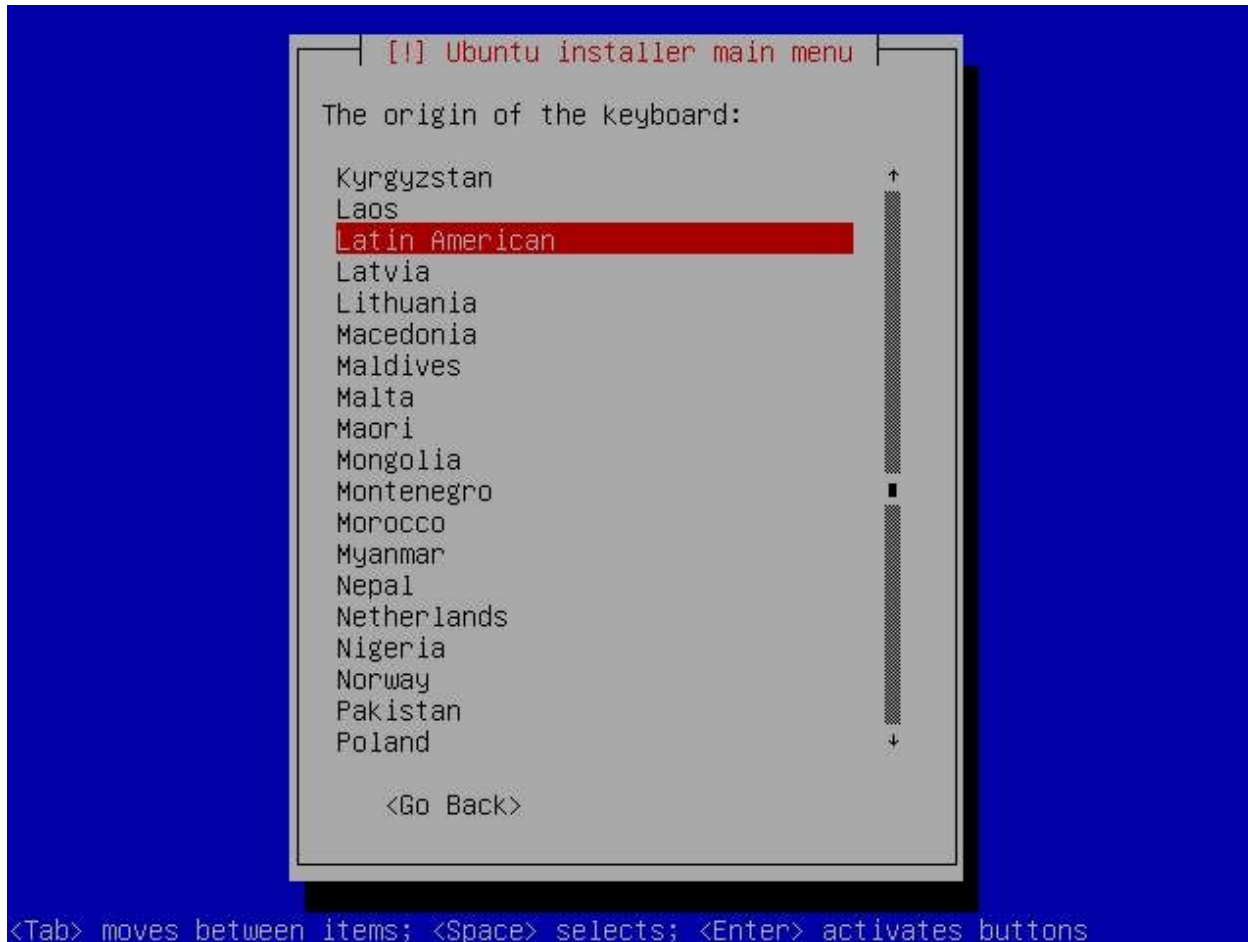 [!] Ubuntu installer main menu
The origin of the keyboard:
Kyrgyzstan
Laos
Latin American
Latvia
Lithuania
Macedonia
Maldives
Malta
Maori
Mongolia
Montenegro
Morocco
Myanmar
Nepal
Netherlands
Nigeria
Norway
Pakistan
Poland
<Go Back>
<Tab> moves between items; <Space> selects; <Enter> activates buttons